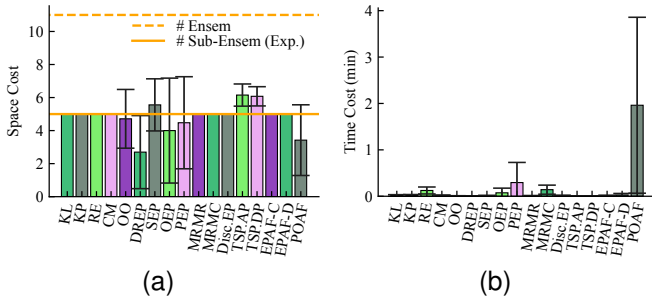 10
8
6
4
2
0
Space Cost
# Ensem
# Sub-Ensem (Exp.)
KL
KP
RE
CM
OO
DREP
SEP
OEP
PEP
MRMR
MRMC
Disc.EP
TSP.AP
TSP.DP
EPAF-C
EPAF-D
POAF
(a)
4
3
2
1
0
Time Cost (min)
KL
KP
RE
CM
OO
DREP
SEP
OEP
PEP
MRMR
MRMC
Disc.EP
TSP.AP
TSP.DP
EPAF-C
EPAF-D
POAF
(b)